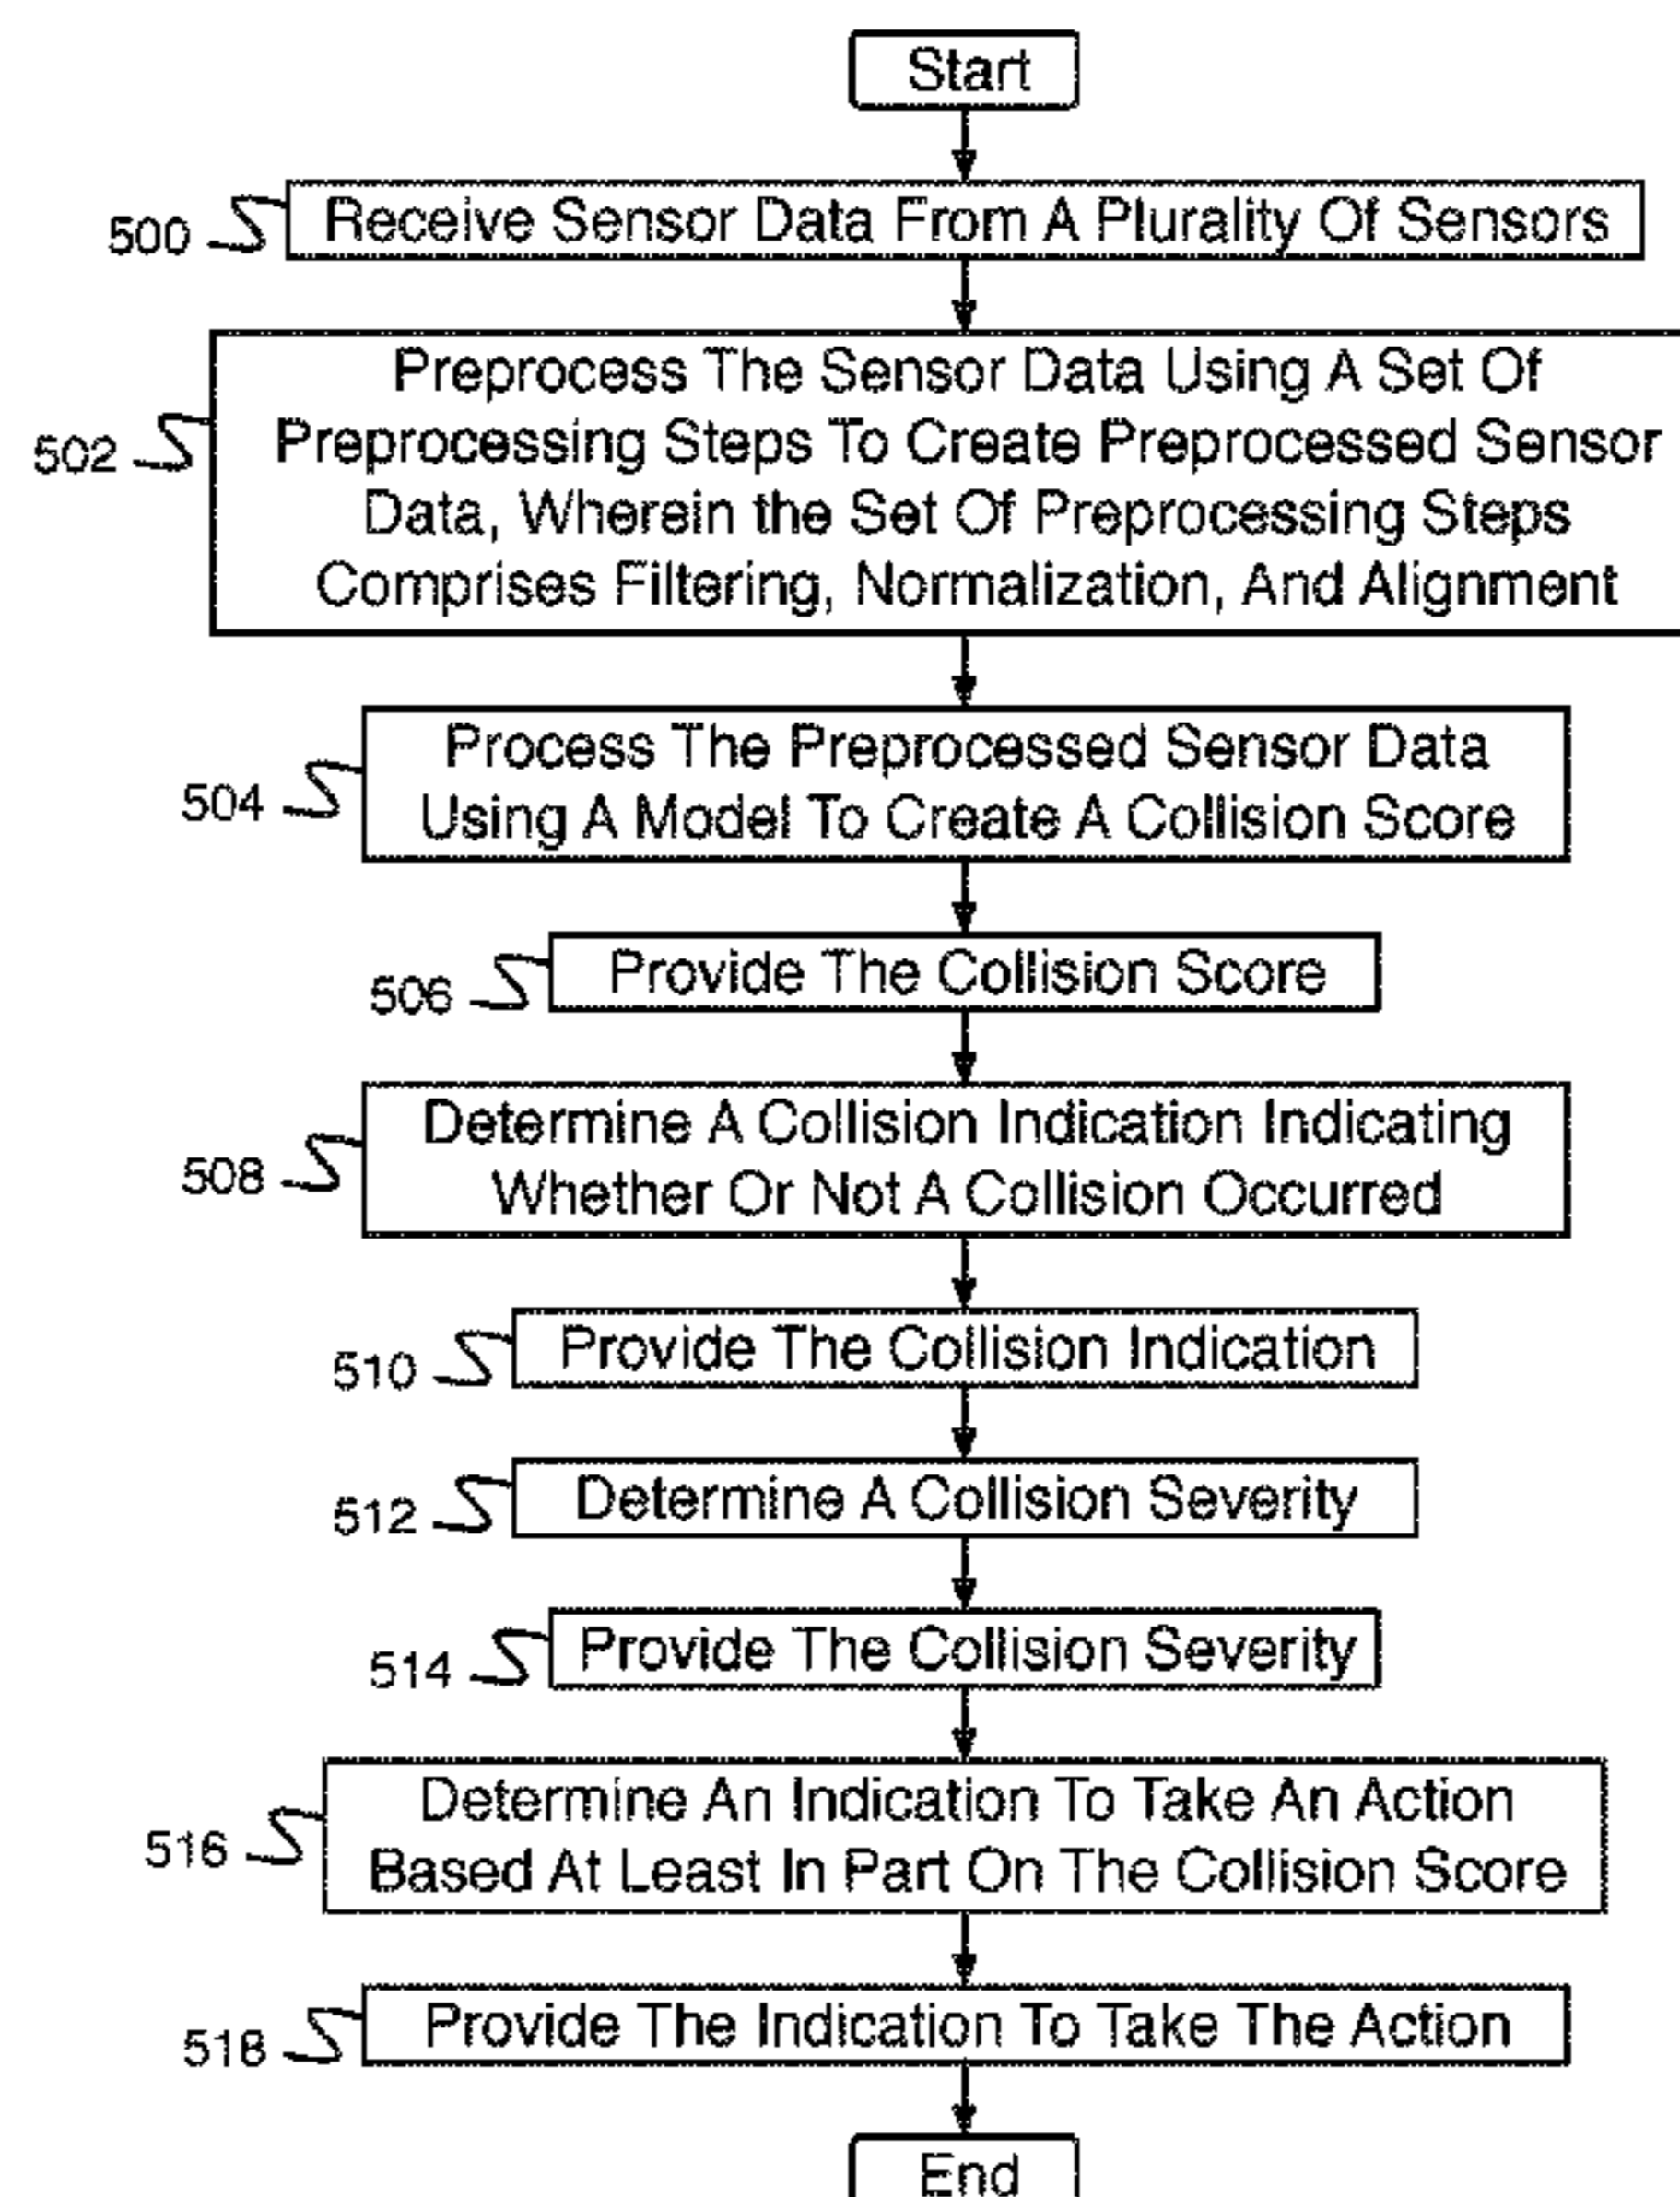 Start
500
Receive Sensor Data From A Plurality Of Sensors
502
Preprocess The Sensor Data Using A Set Of
Preprocessing Steps To Create Preprocessed Sensor
Data, Wherein the Set Of Preprocessing Steps
Comprises Filtering, Normalization, And Alignment
504
Process The Preprocessed Sensor Data
Using A Model To Create A Collision Score
506
Provide The Collision Score
508
Determine A Collision Indication Indicating
Whether Or Not A Collision Occurred
510
Provide The Collision Indication
512
Determine A Collision Severity
514
Provide The Collision Severity
516
Determine An Indication To Take An Action
Based At Least In Part On The Collision Score
518
Provide The Indication To Take The Action
End